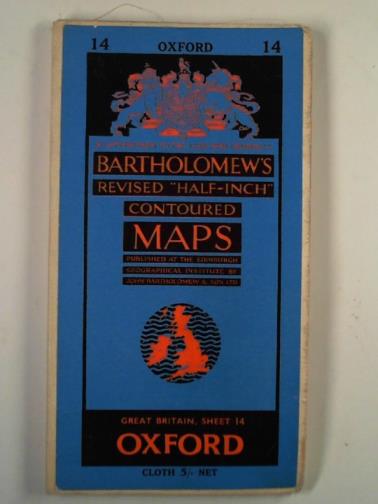 14 OXFORD 14
BARTHOLOMEW'S
REVISED "HALF-INCH"
CONTOURED
MAPS
PUBLISHED AT THE EDINBURGH
GEOGRAPHICAL INSTITUTE BY
JOHN BARTHOLOMEW & SON LTD
GREAT BRITAIN, SHEET 14
OXFORD
CLOTH 5/- NET